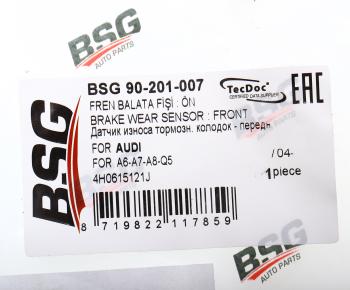 BSG
AUTO PARTS
BSG
AUTO PARTS
BSG 90-201-007
TecDoc
CERTIFIED DATA SUPPLIER
EAC
FREN BALATA FİŞİ : ÖN
BRAKE WEAR SENSOR : FRONT
Датчик износа тормозн. колодок - передн
FOR AUDI
FOR A6-A7-A8-Q5
/ 04-
4H0615121J
1piece
8 719822 117859
BSG
AUTO PARTS